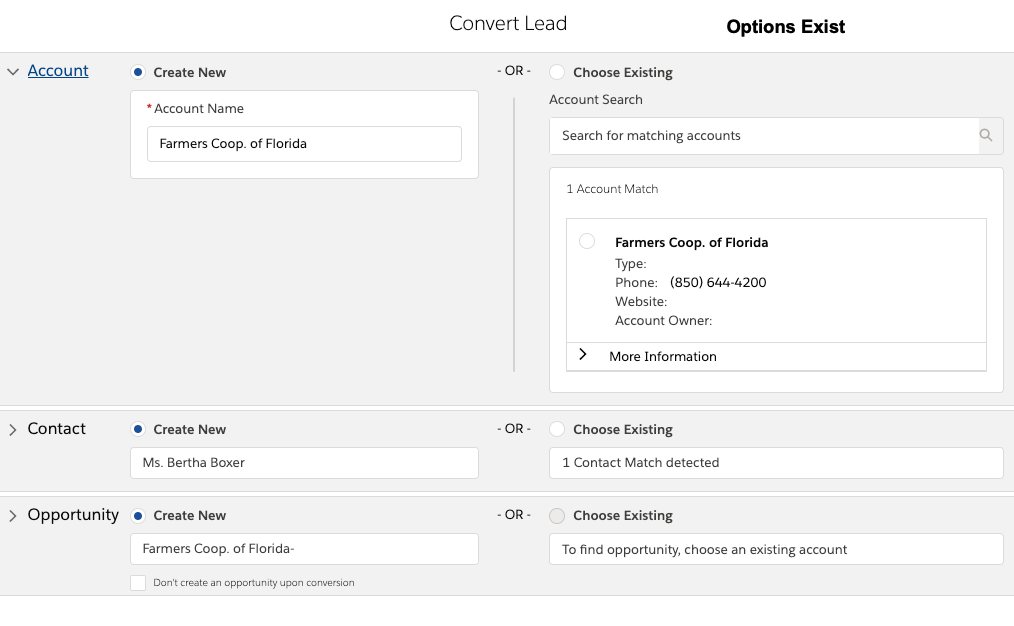 Convert Lead
Options Exist
Account
Create New
- OR -
Choose Existing
* Account Name
Farmers Coop. of Florida
Account Search
Search for matching accounts
1 Account Match
Farmers Coop. of Florida
Type:
Phone: (850) 644-4200
Website:
Account Owner:
More Information
Contact
Create New
- OR -
Choose Existing
Ms. Bertha Boxer
1 Contact Match detected
Opportunity
Create New
- OR -
Choose Existing
Farmers Coop. of Florida-
To find opportunity, choose an existing account
Don't create an opportunity upon conversion